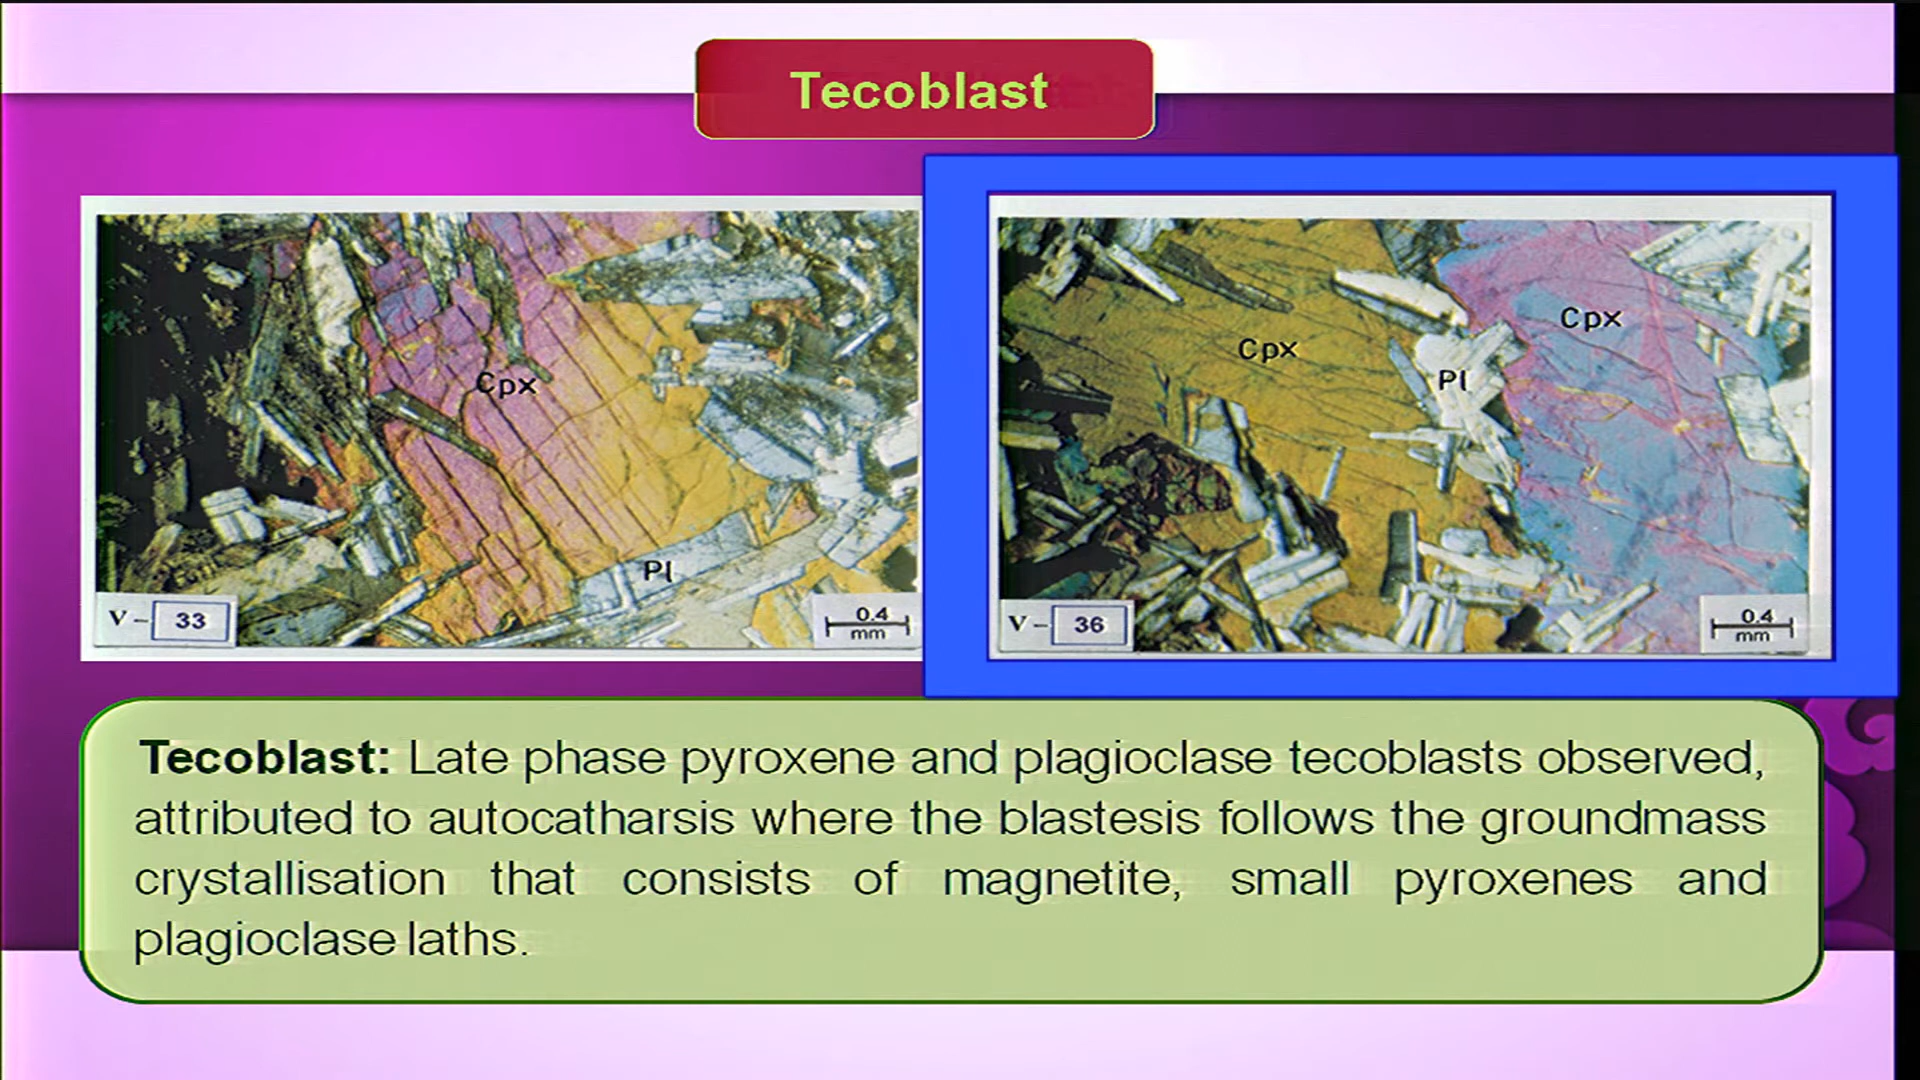 Tecoblast
Cpx
Pl
V – 33
0.4
mm
Cpx
Cpx
Pl
V – 36
0.4
mm
Tecoblast: Late phase pyroxene and plagioclase tecoblasts observed,
attributed to autocatharsis where the blastesis follows the groundmass
crystallisation that consists of magnetite, small pyroxenes and
plagioclase laths.